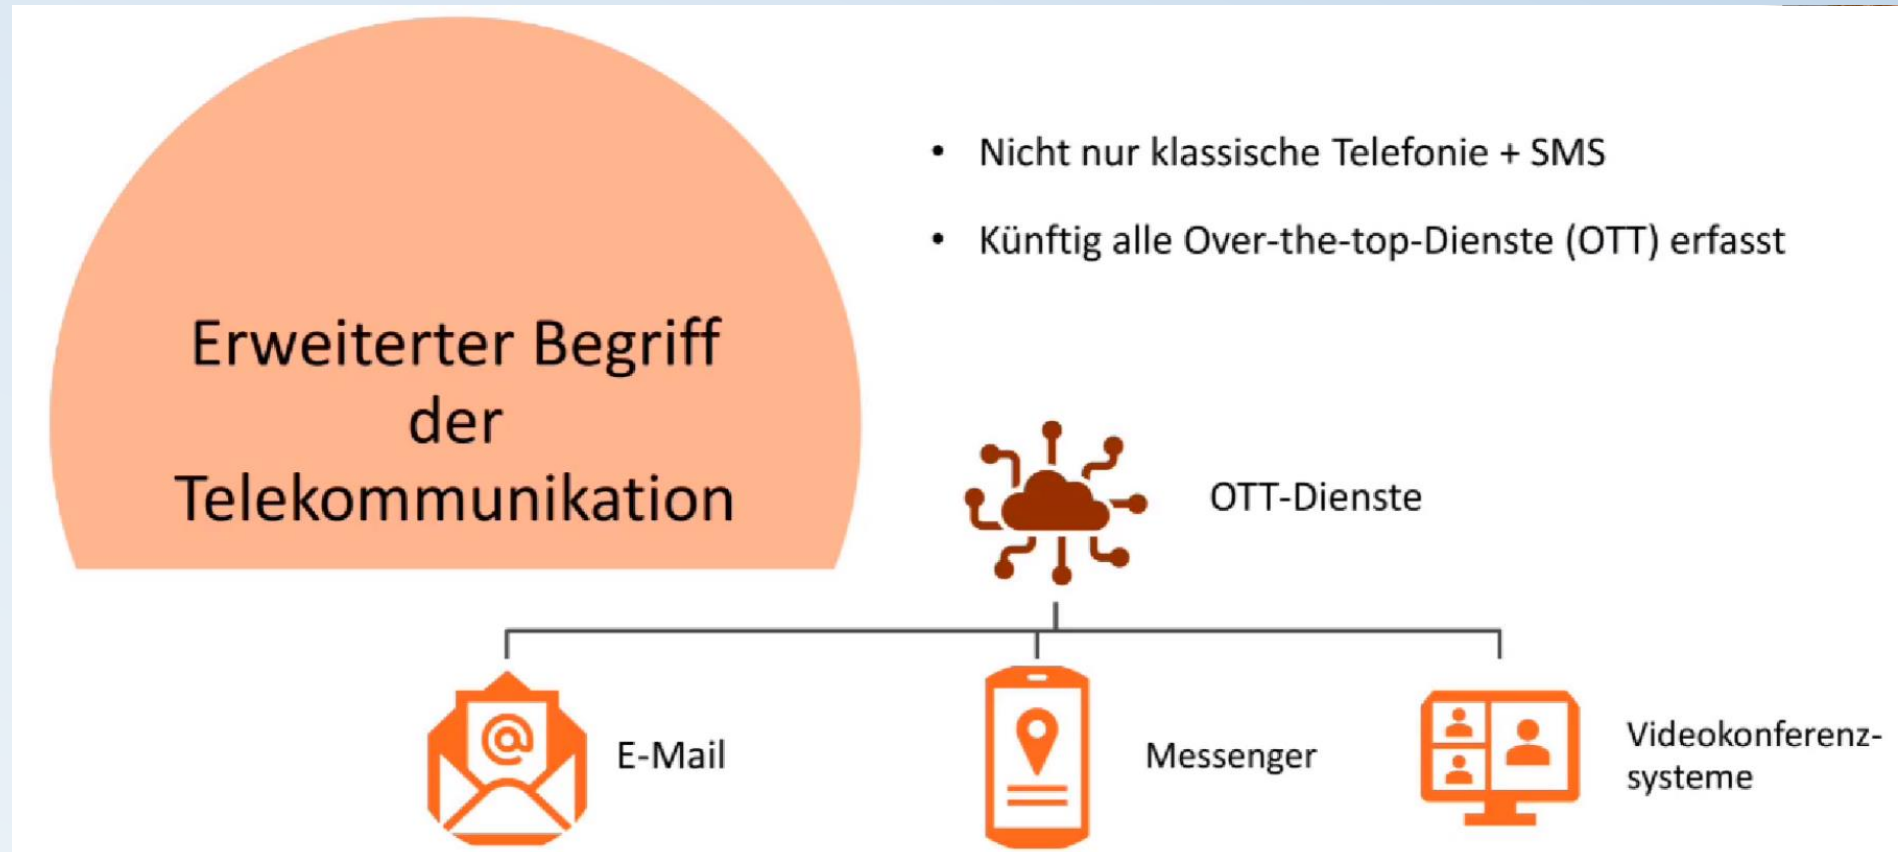 Erweiterter Begriff
der
Telekommunikation
• Nicht nur klassische Telefonie + SMS
• Künftig alle Over-the-top-Dienste (OTT) erfasst
OTT-Dienste
@
E-Mail
Messenger
Videokonferenz-
systeme